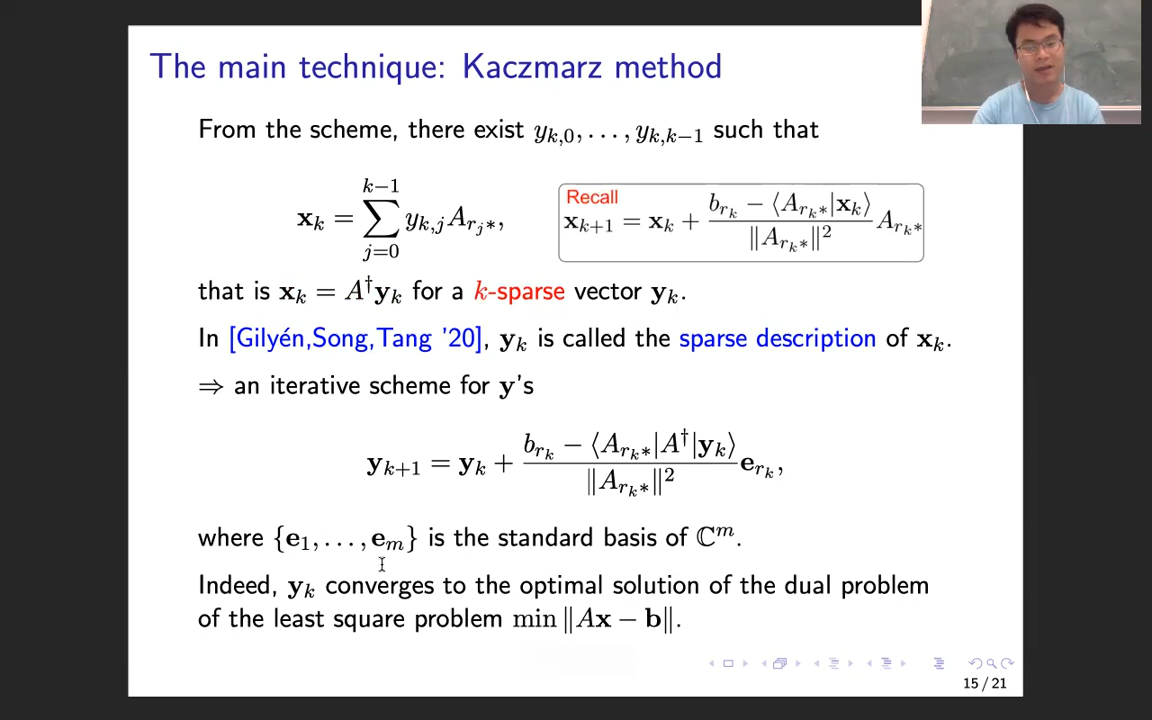 The main technique: Kaczmarz method
From the scheme, there exist y_{k,0}, . . . , y_{k,k−1} such that
x_k = ∑_{j=0}^{k−1} y_{k,j} A_{r_j∗},
Recall
x_{k+1} = x_k + (b_{r_k} − ⟨A_{r_k∗}|x_k⟩) / ‖A_{r_k∗}‖² A_{r_k∗}
that is x_k = A†y_k for a k-sparse vector y_k.
In [Gilyén,Song,Tang '20], y_k is called the sparse description of x_k.
⇒ an iterative scheme for y's
y_{k+1} = y_k + (b_{r_k} − ⟨A_{r_k∗}|A†|y_k⟩) / ‖A_{r_k∗}‖² e_{r_k},
where {e_1, . . . , e_m} is the standard basis of ℂ^m.
Indeed, y_k converges to the optimal solution of the dual problem
of the least square problem min ‖Ax − b‖.
15 / 21